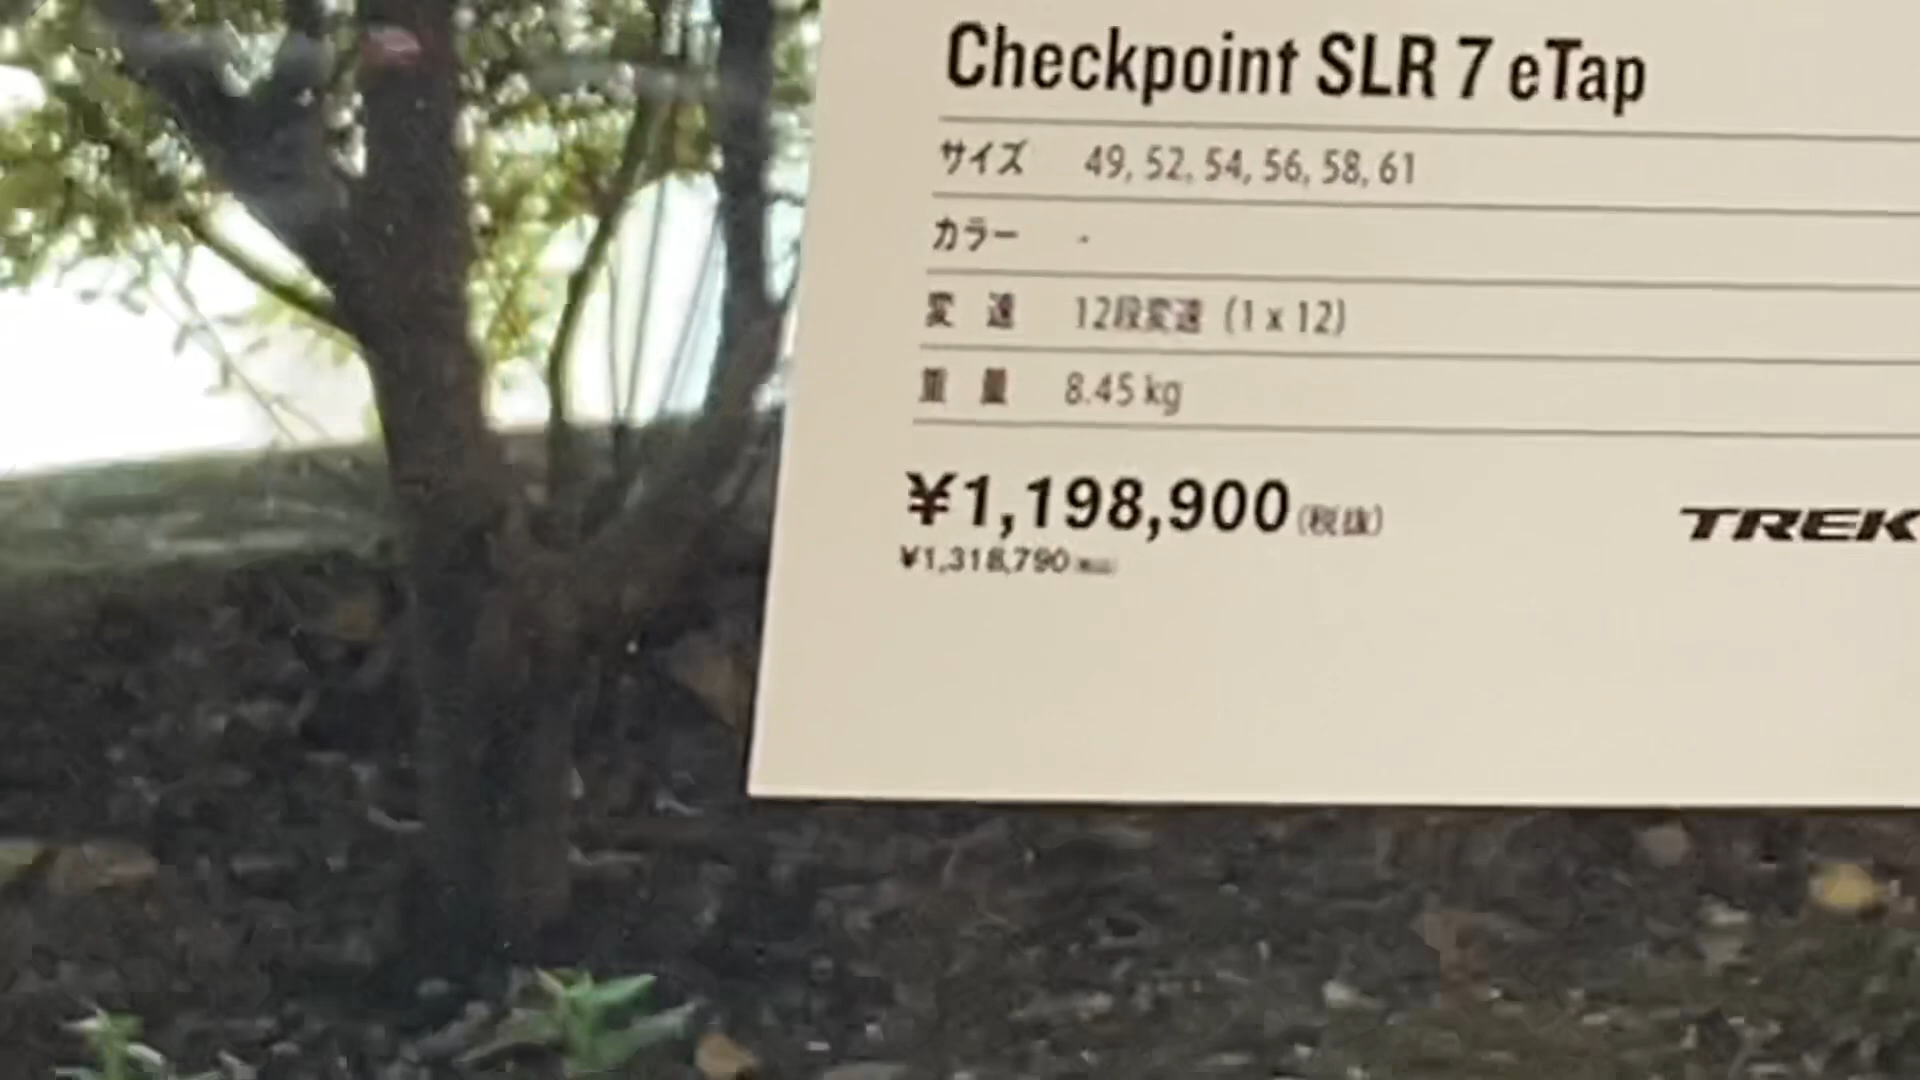 Checkpoint SLR 7 eTap
サイズ 49, 52, 54, 56, 58, 61
カラー -
変 速 12段変速 (1 x 12)
重 量 8.45 kg
¥1,198,900 (税抜)
¥1,318,790
TREK